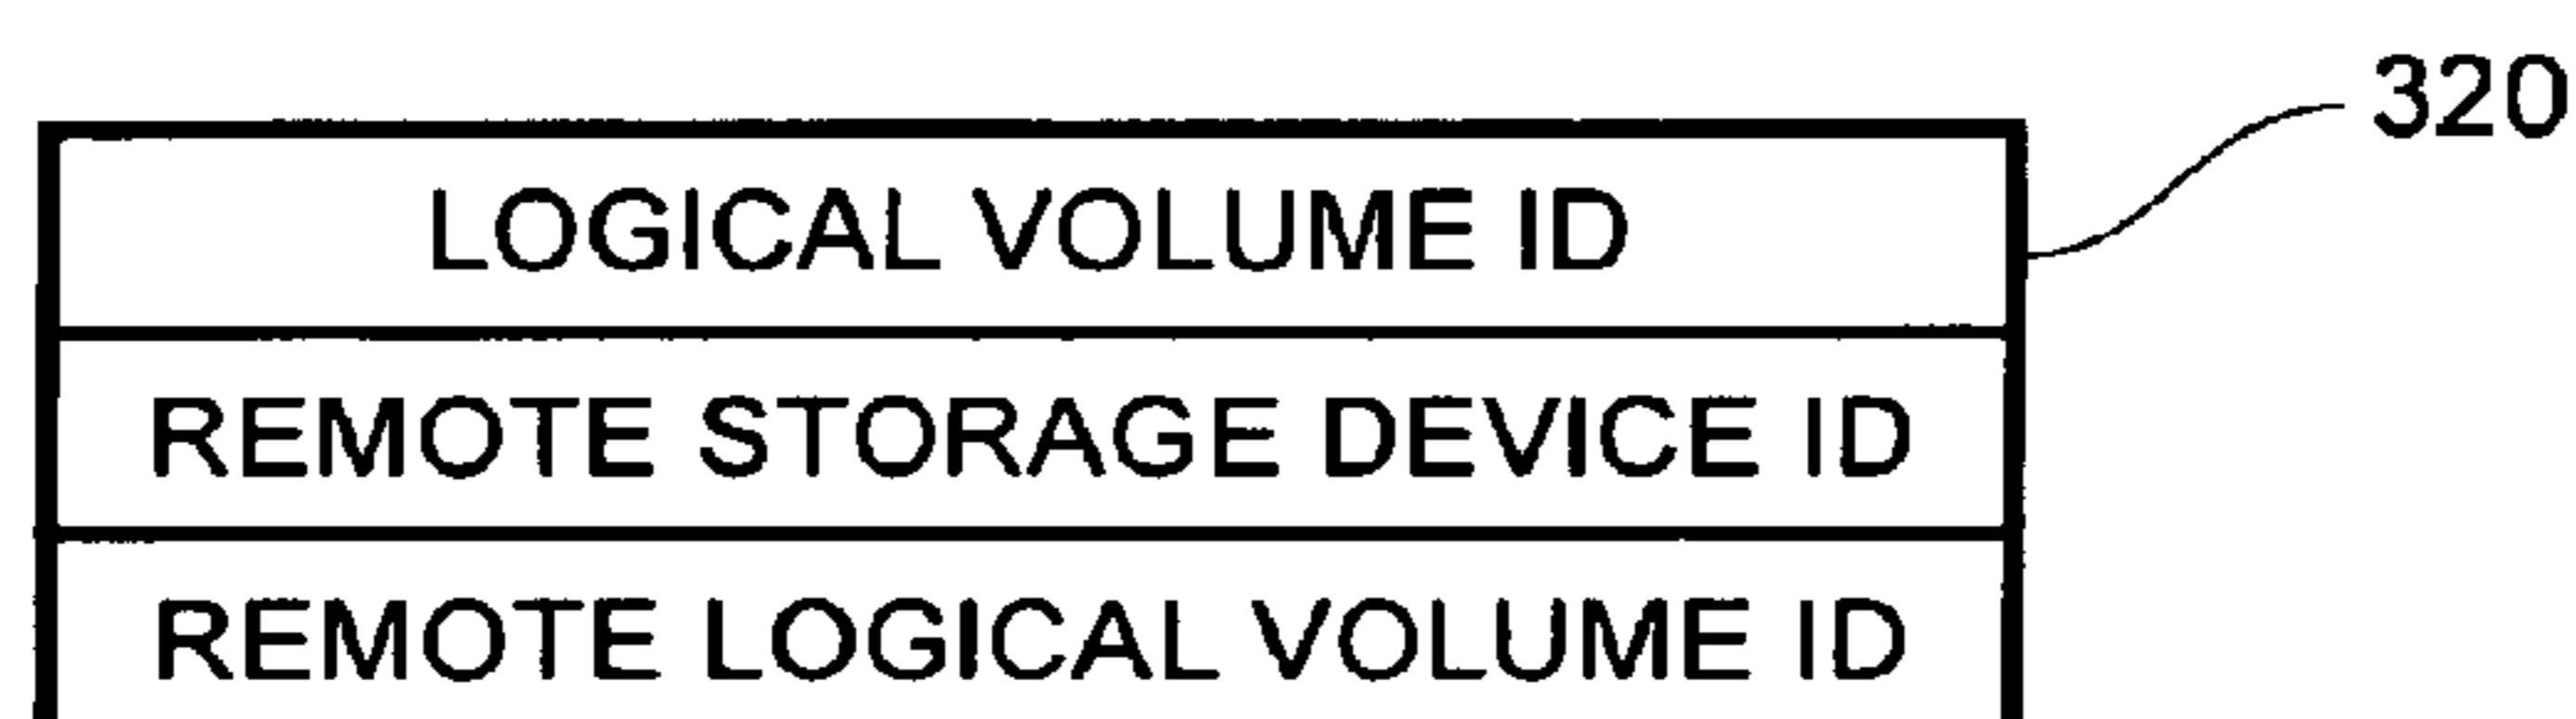 320
LOGICAL VOLUME ID
REMOTE STORAGE DEVICE ID
REMOTE LOGICAL VOLUME ID